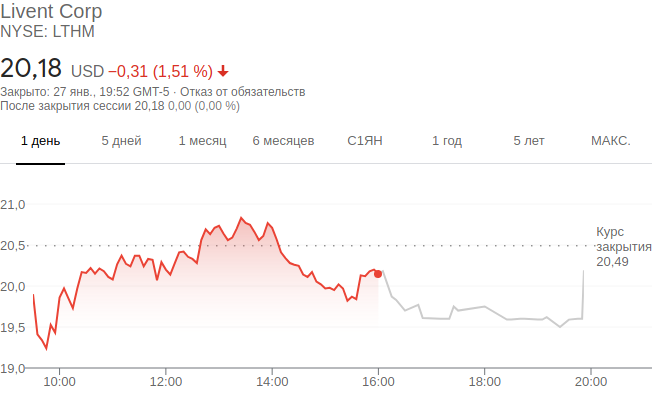 Livent Corp
NYSE: LTHM
20,18 USD −0,31 (1,51 %)
Закрыто: 27 янв., 19:52 GMT-5 · Отказ от обязательств
После закрытия сессии 20,18 0,00 (0,00 %)
1 день 5 дней 1 месяц 6 месяцев С1ЯН 1 год 5 лет МАКС.
21,0
Курс
20,5 закрытия
20,49
20,0
19,5
19,0
10:00 12:00 14:00 16:00 18:00 20:00